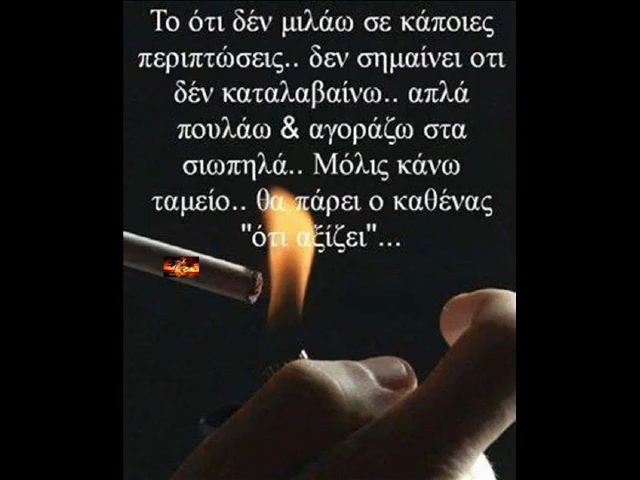 Το ότι δέν μιλάω σε κάποιες
περιπτώσεις.. δεν σημαίνει οτι
δέν καταλαβαίνω.. απλά
πουλάω & αγοράζω στα
σιωπηλά.. Μόλις κάνω
ταμείο.. θα πάρει ο καθένας
"ότι αξίζει"...